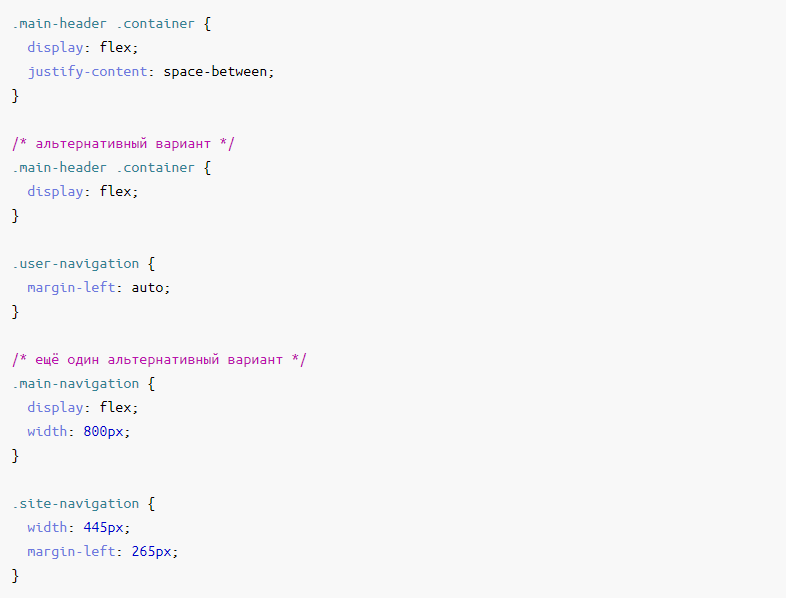 .main-header .container {
  display: flex;
  justify-content: space-between;
}
/* альтернативный вариант */
.main-header .container {
  display: flex;
}
.user-navigation {
  margin-left: auto;
}
/* ещё один альтернативный вариант */
.main-navigation {
  display: flex;
  width: 800px;
}
.site-navigation {
  width: 445px;
  margin-left: 265px;
}